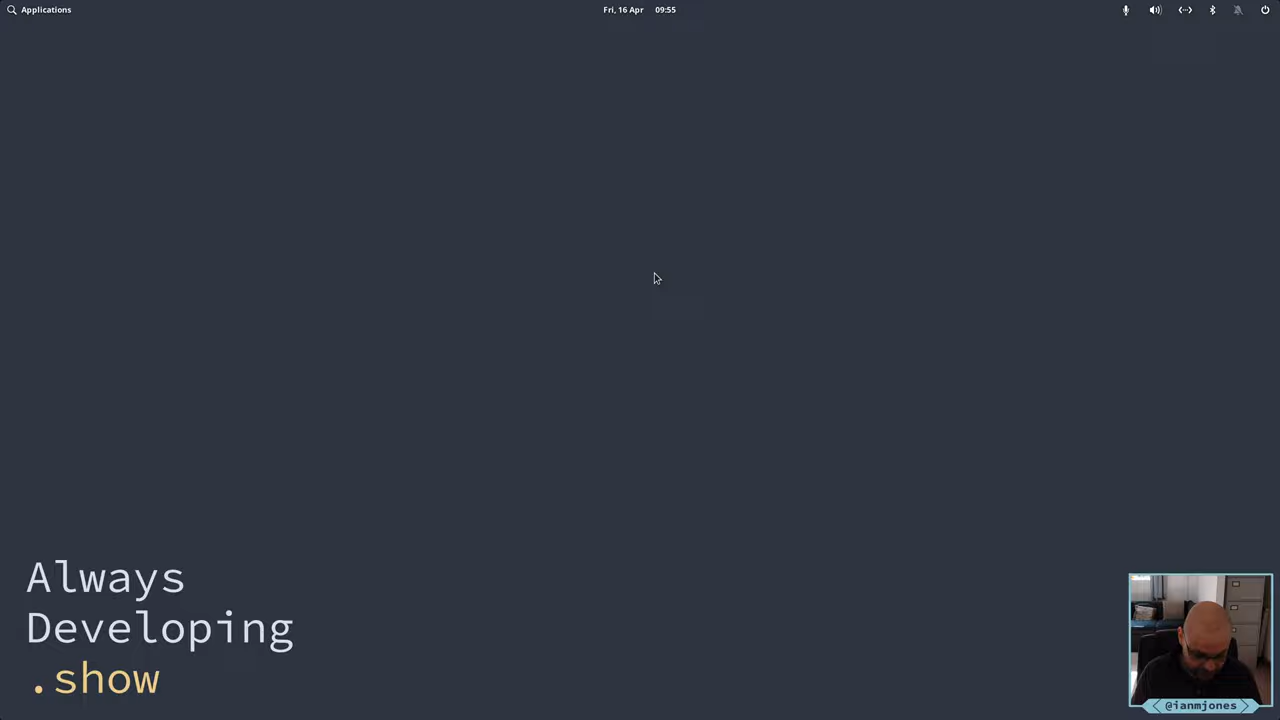 Applications
Fri, 16 Apr 09:55
Always
Developing
.show
@ianmjones